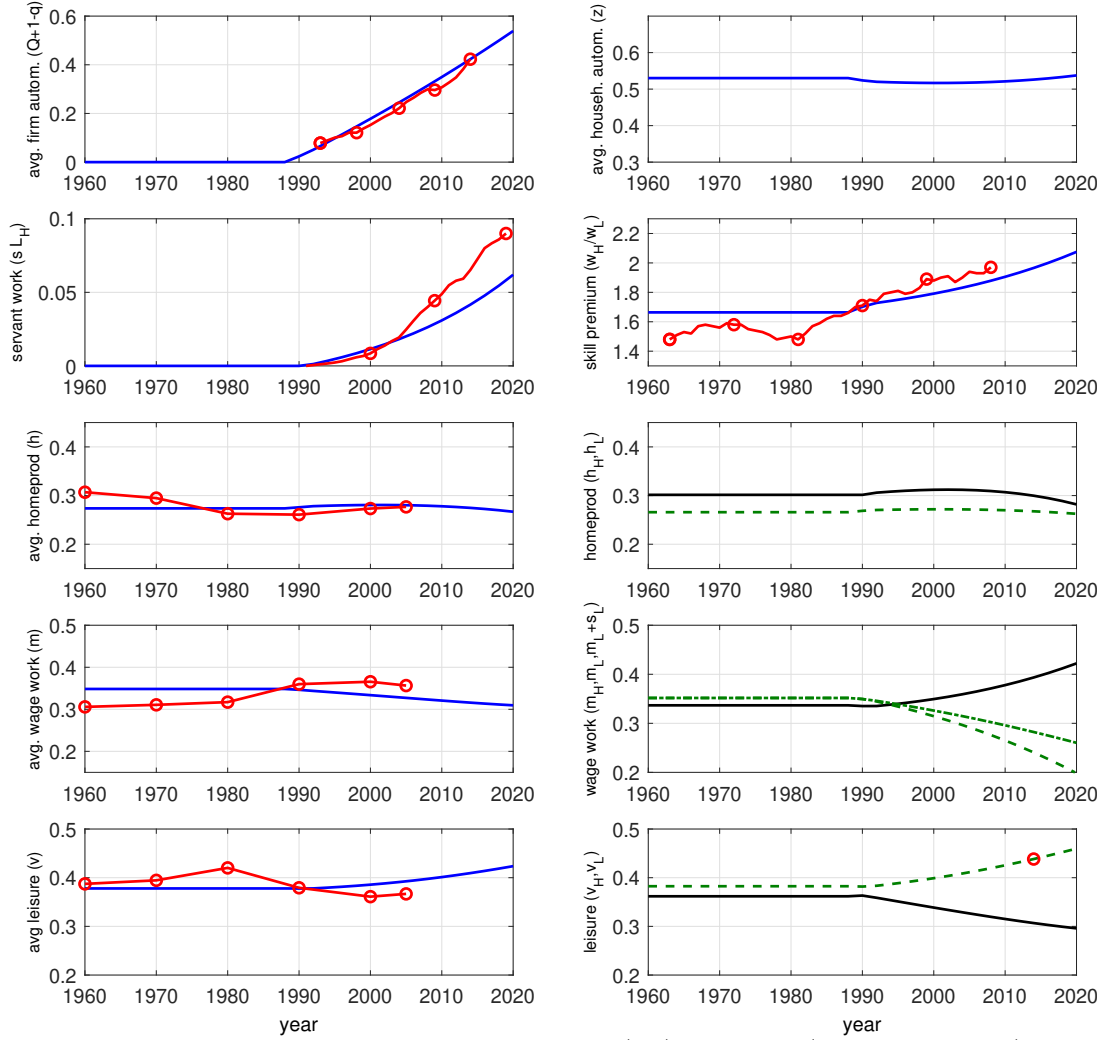 avg. firm autom. (Q+1-q)
0.6
0.4
0.2
0
1960 1970 1980 1990 2000 2010 2020
avg. househ. autom. (z)
0.6
0.5
0.4
0.3
1960 1970 1980 1990 2000 2010 2020
servant work (s L_H)
0.1
0.05
0
1960 1970 1980 1990 2000 2010 2020
skill premium (w_H/w_L)
2.2
2
1.8
1.6
1.4
1960 1970 1980 1990 2000 2010 2020
avg. homeprod (h)
0.4
0.3
0.2
1960 1970 1980 1990 2000 2010 2020
homeprod (h_H,h_L)
0.4
0.3
0.2
1960 1970 1980 1990 2000 2010 2020
avg. wage work (m)
0.5
0.4
0.3
0.2
1960 1970 1980 1990 2000 2010 2020
wage work (m_H,m_L,m_L+s_L)
0.5
0.4
0.3
0.2
1960 1970 1980 1990 2000 2010 2020
avg leisure (v)
0.5
0.4
0.3
0.2
1960 1970 1980 1990 2000 2010 2020
year
leisure (v_H,v_L)
0.5
0.4
0.3
0.2
1960 1970 1980 1990 2000 2010 2020
year